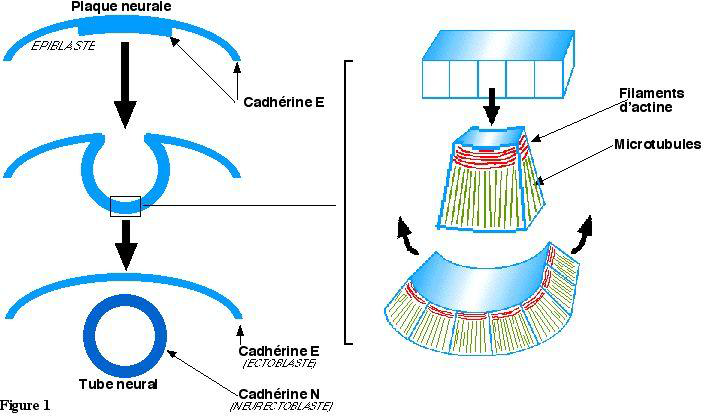 Plaque neurale
EPIBLASTE
Cadhérine E
Filaments
d'actine
Microtubules
Cadhérine E
(ECTOBLASTE)
Tube neural
Cadhérine N
(NEURECTOBLASTE)
Figure 1